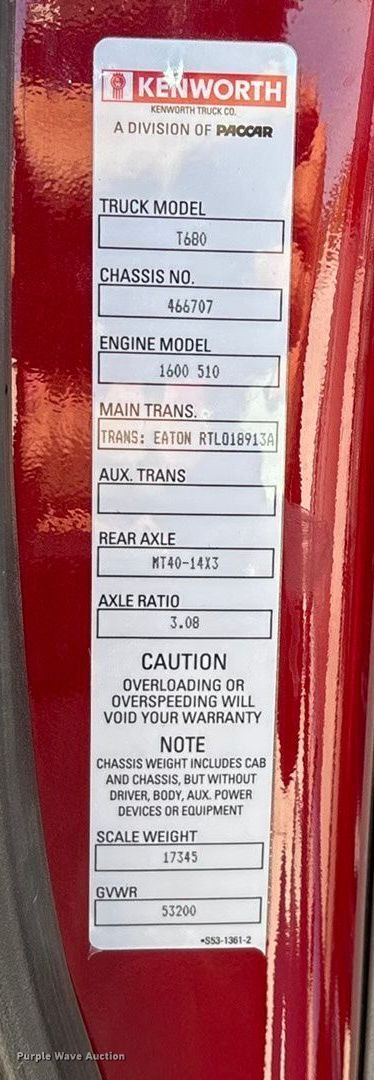 KENWORTH
KENWORTH TRUCK CO.
A DIVISION OF PACCAR
TRUCK MODEL
T680
CHASSIS NO.
466707
ENGINE MODEL
1600 510
MAIN TRANS.
TRANS: EATON RTLO18913A
AUX. TRANS
REAR AXLE
MT40-14X3
AXLE RATIO
3.08
CAUTION
OVERLOADING OR
OVERSPEEDING WILL
VOID YOUR WARRANTY
NOTE
CHASSIS WEIGHT INCLUDES CAB
AND CHASSIS, BUT WITHOUT
DRIVER, BODY, AUX. POWER
DEVICES OR EQUIPMENT
SCALE WEIGHT
17345
GVWR
53200
•S53-1361-2
Purple Wave Auction